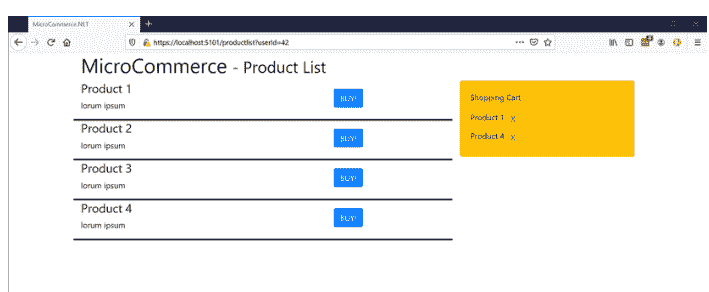 MicroCommerce.NET
https://localhost:5101/productlist?userid=42
MicroCommerce - Product List
Product 1
lorum ipsum
BUY!
Product 2
lorum ipsum
BUY!
Product 3
lorum ipsum
BUY!
Product 4
lorum ipsum
BUY!
Shopping Cart
Product 1 x
Product 4 x